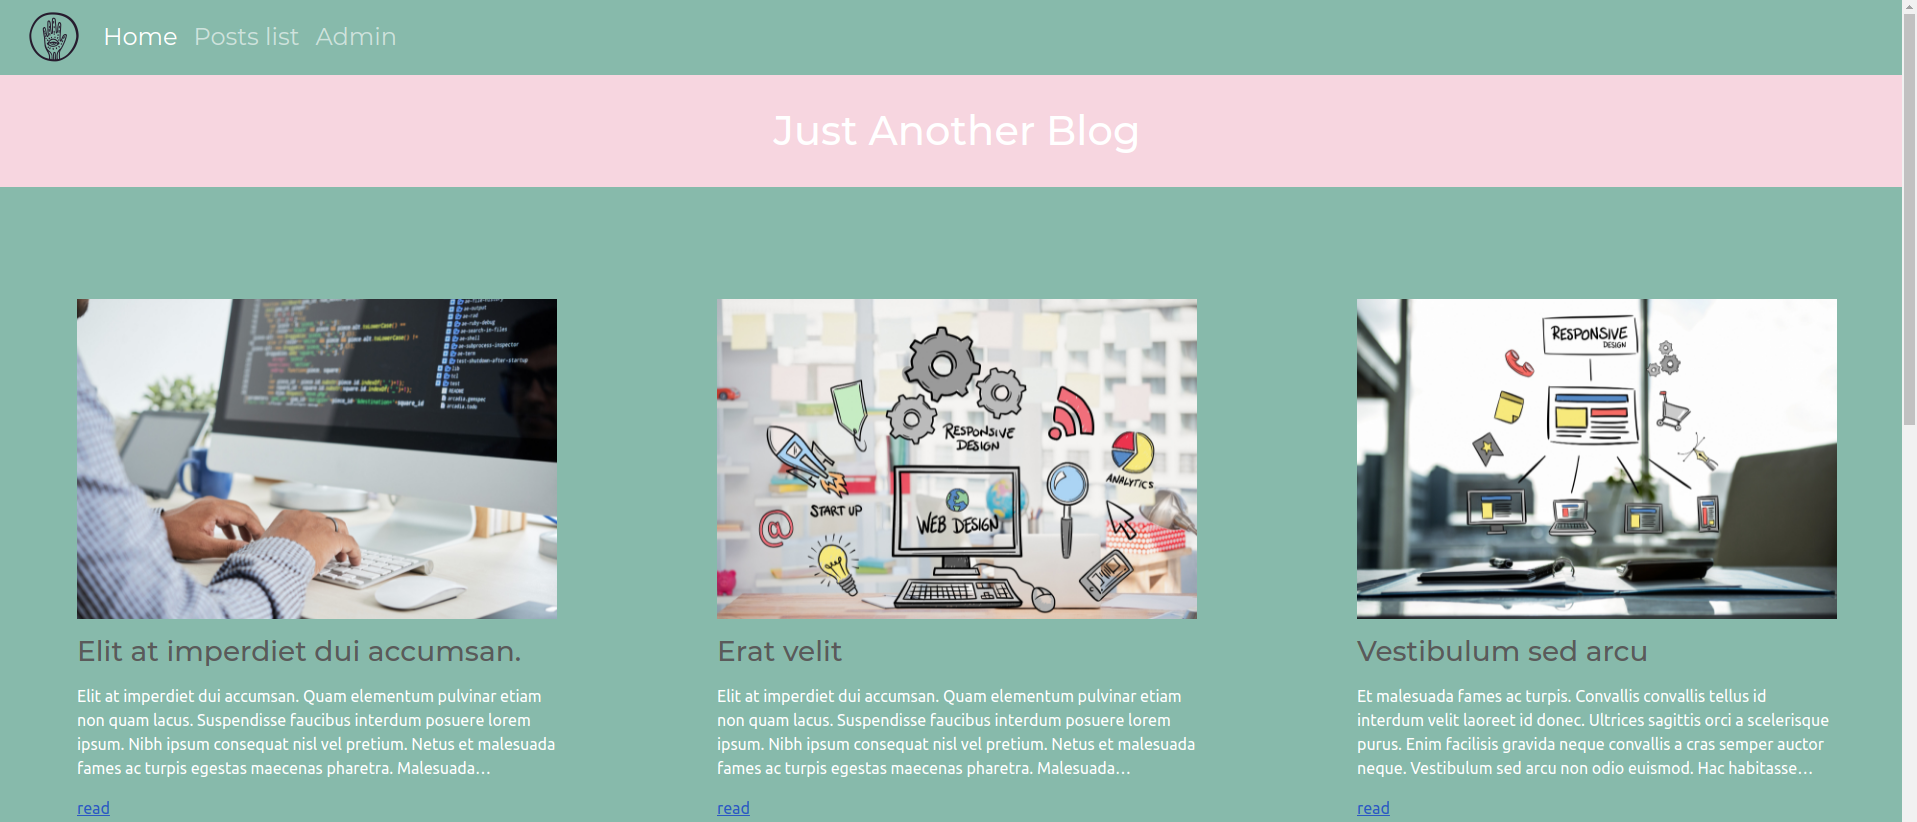 Home Posts list Admin
Just Another Blog
RESPONSIVE
DESIGN
START UP
WEB DESIGN
ANALYTICS
RESPONSIVE
DESIGN
Elit at imperdiet dui accumsan.
Elit at imperdiet dui accumsan. Quam elementum pulvinar etiam
non quam lacus. Suspendisse faucibus interdum posuere lorem
ipsum. Nibh ipsum consequat nisl vel pretium. Netus et malesuada
fames ac turpis egestas maecenas pharetra. Malesuada…
read
Erat velit
Elit at imperdiet dui accumsan. Quam elementum pulvinar etiam
non quam lacus. Suspendisse faucibus interdum posuere lorem
ipsum. Nibh ipsum consequat nisl vel pretium. Netus et malesuada
fames ac turpis egestas maecenas pharetra. Malesuada…
read
Vestibulum sed arcu
Et malesuada fames ac turpis. Convallis convallis tellus id
interdum velit laoreet id donec. Ultrices sagittis orci a scelerisque
purus. Enim facilisis gravida neque convallis a cras semper auctor
neque. Vestibulum sed arcu non odio euismod. Hac habitasse…
read